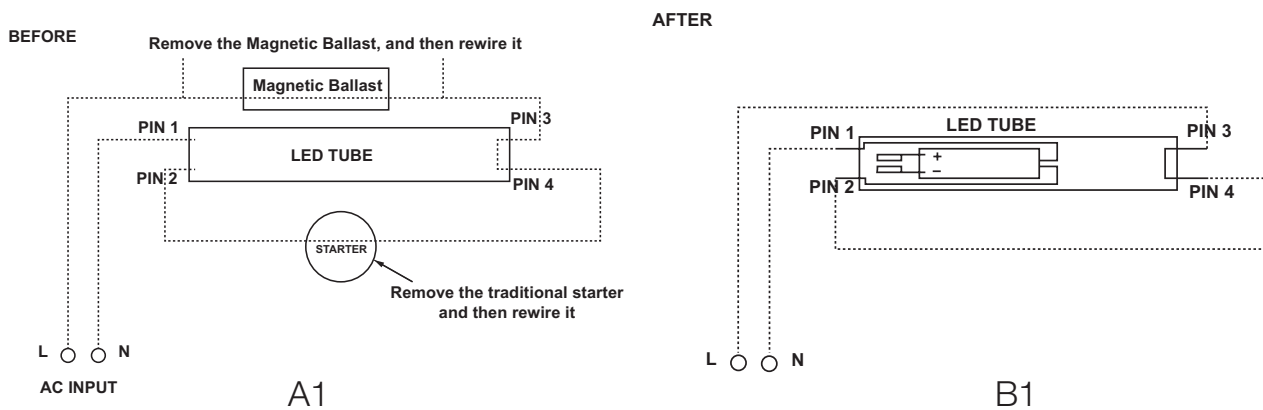 BEFORE
Remove the Magnetic Ballast, and then rewire it
Magnetic Ballast
PIN 3
PIN 1
LED TUBE
PIN 2
PIN 4
STARTER
Remove the traditional starter
and then rewire it
L
N
AC INPUT
A1
AFTER
LED TUBE
PIN 1
PIN 3
+
–
PIN 2
PIN 4
L
N
B1